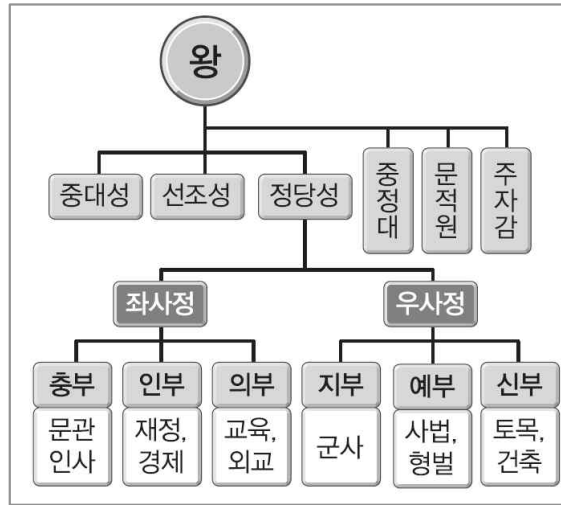 왕
중대성
선조성
정당성
중정대
문적원
주자감
좌사정
우사정
충부
인부
의부
지부
예부
신부
문관
인사
재정,
경제
교육,
외교
군사
사법,
형벌
토목,
건축